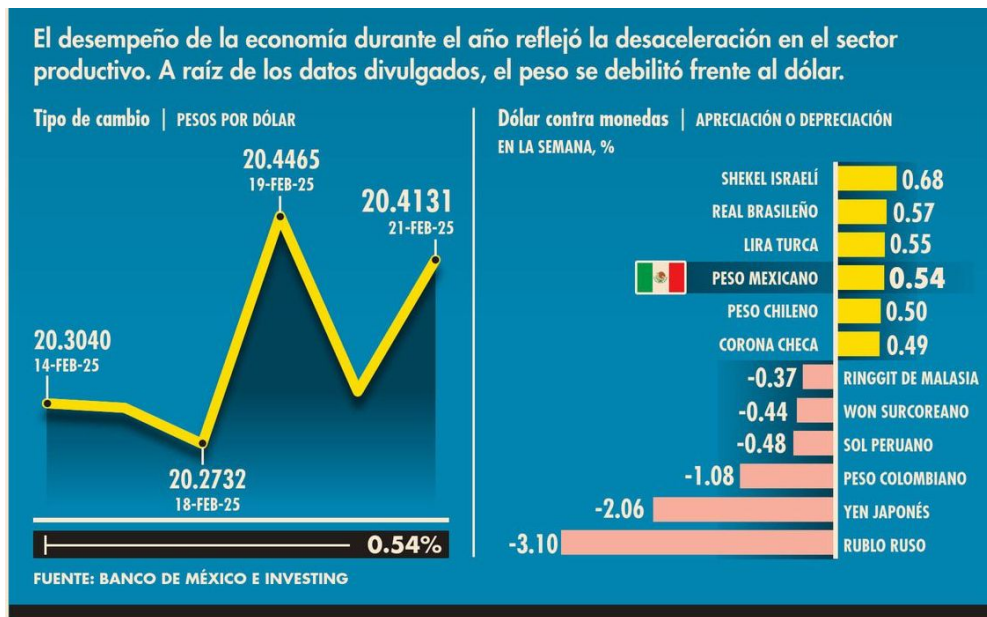 El desempeño de la economía durante el año reflejó la desaceleración en el sector
productivo. A raíz de los datos divulgados, el peso se debilitó frente al dólar.
Tipo de cambio | PESOS POR DÓLAR
20.4465
19-FEB-25
20.4131
21-FEB-25
20.3040
14-FEB-25
20.2732
18-FEB-25
0.54%
Dólar contra monedas | APRECIACIÓN O DEPRECIACIÓN
EN LA SEMANA, %
SHEKEL ISRAELÍ 0.68
REAL BRASILEÑO 0.57
LIRA TURCA 0.55
PESO MEXICANO 0.54
PESO CHILENO 0.50
CORONA CHECA 0.49
-0.37 RINGGIT DE MALASIA
-0.44 WON SURCOREANO
-0.48 SOL PERUANO
-1.08 PESO COLOMBIANO
-2.06 YEN JAPONÉS
-3.10 RUBLO RUSO
FUENTE: BANCO DE MÉXICO E INVESTING